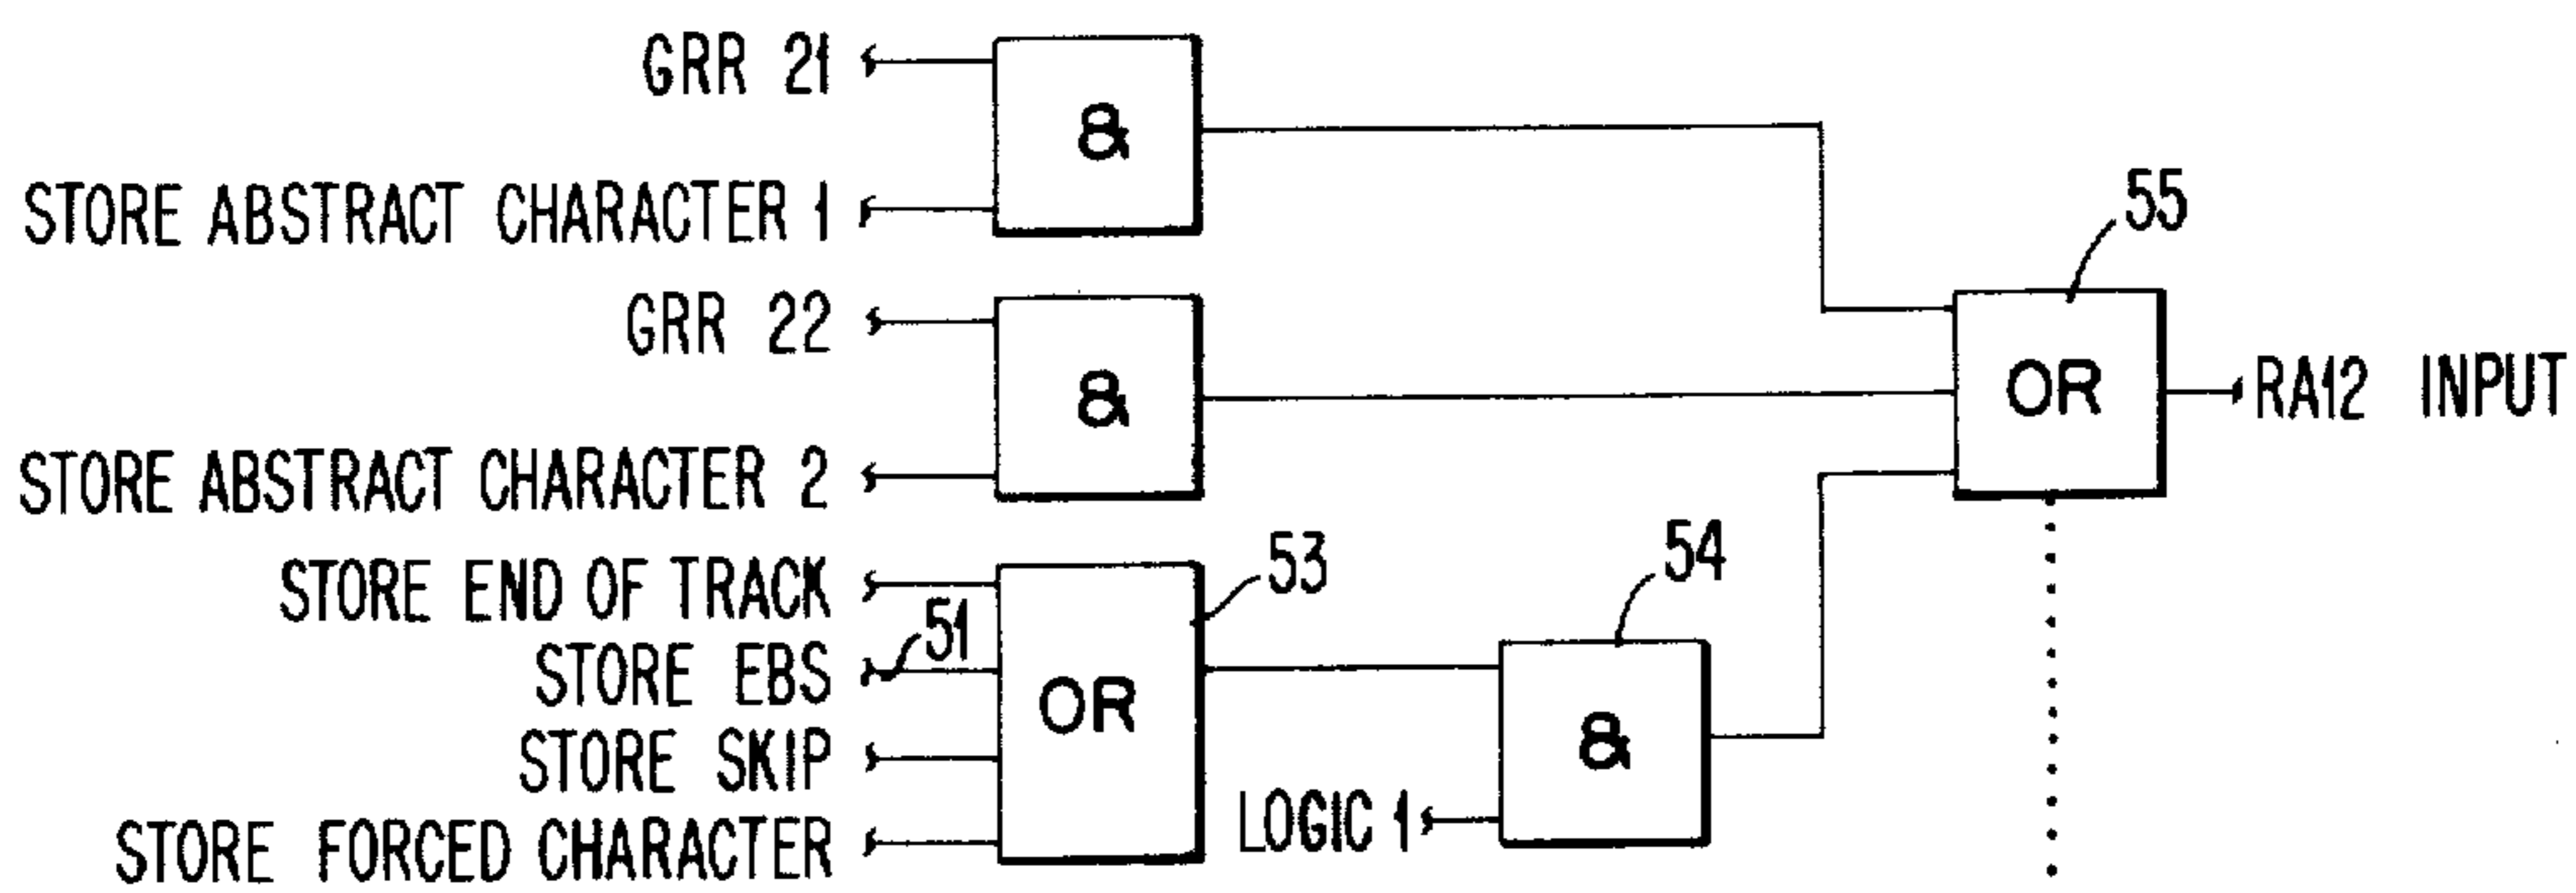 GRR 21
&
STORE ABSTRACT CHARACTER 1
55
GRR 22
&
OR
RA12 INPUT
STORE ABSTRACT CHARACTER 2
53
54
STORE END OF TRACK
51
STORE EBS
OR
&
STORE SKIP
LOGIC 1
STORE FORCED CHARACTER